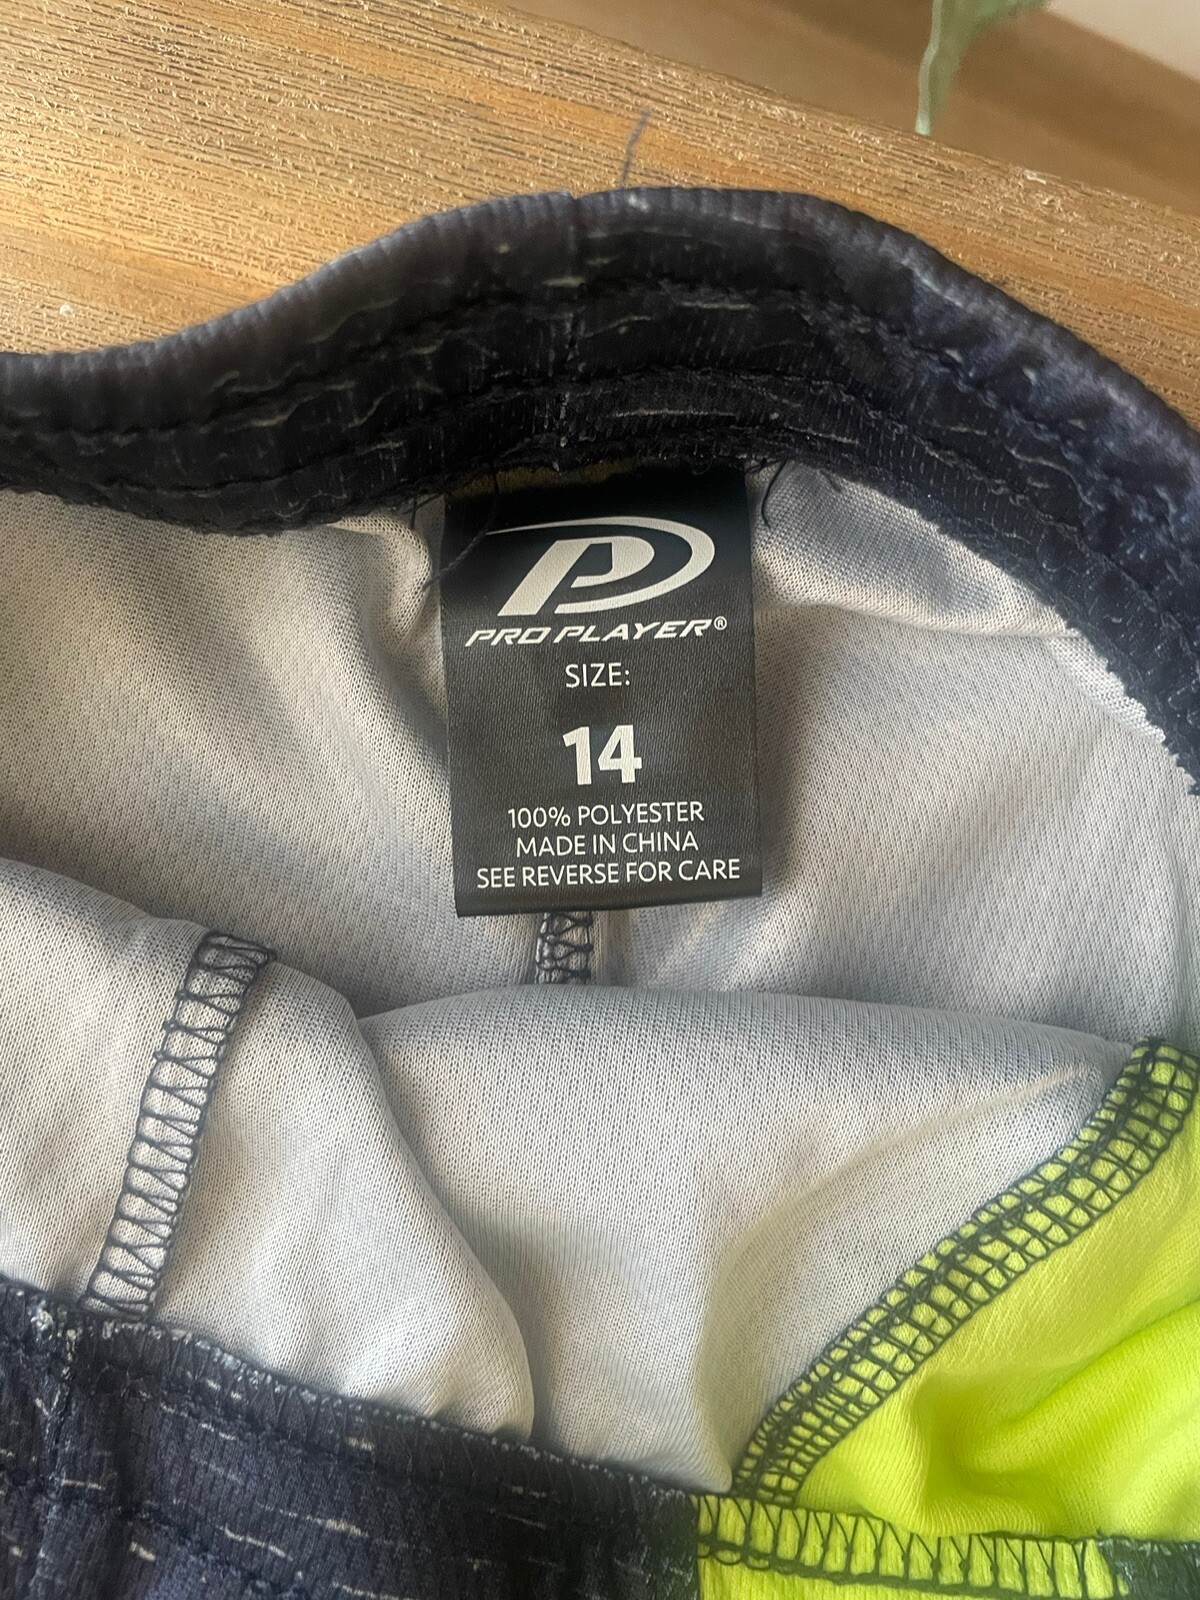 PRO PLAYER®
SIZE:
14
100% POLYESTER
MADE IN CHINA
SEE REVERSE FOR CARE